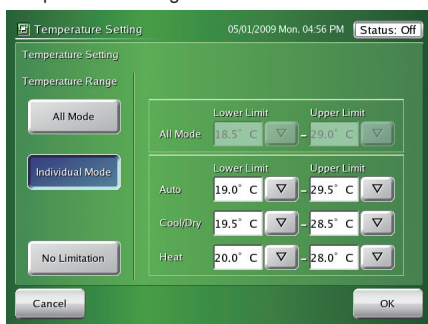 Temperature Setting 05/01/2009 Mon. 04:56 PM Status: Off
Temperature Setting
Temperature Range
All Mode
Individual Mode
No Limitation
Lower Limit Upper Limit
All Mode 18.5° C – 29.0° C
Lower Limit Upper Limit
Auto 19.0° C – 29.5° C
Cool/Dry 19.5° C – 28.5° C
Heat 20.0° C – 28.0° C
Cancel OK